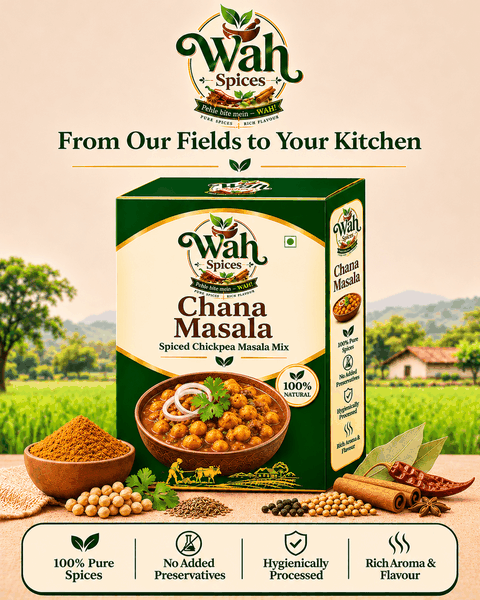 Wah
Spices
Pehle bite mein – WAH!
PURE SPICES | RICH FLAVOUR
From Our Fields to Your Kitchen
Wah
Spices
Pehle bite mein – WAH!
PURE SPICES | RICH FLAVOUR
Chana
Masala
Spiced Chickpea Masala Mix
100%
NATURAL
Wah
Spices
Chana
Masala
100% Pure
Spices
No Added
Preservatives
Hygienically
Processed
Rich Aroma &
Flavour
100% Pure
Spices
No Added
Preservatives
Hygienically
Processed
Rich Aroma &
Flavour